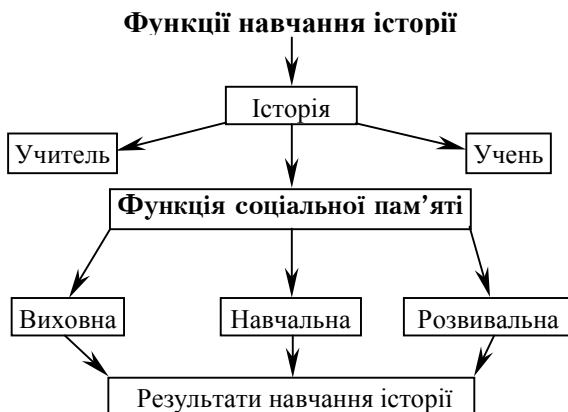 Функції навчання історії
Історія
Учитель
Учень
Функція соціальної пам’яті
Виховна
Навчальна
Розвивальна
Результати навчання історії